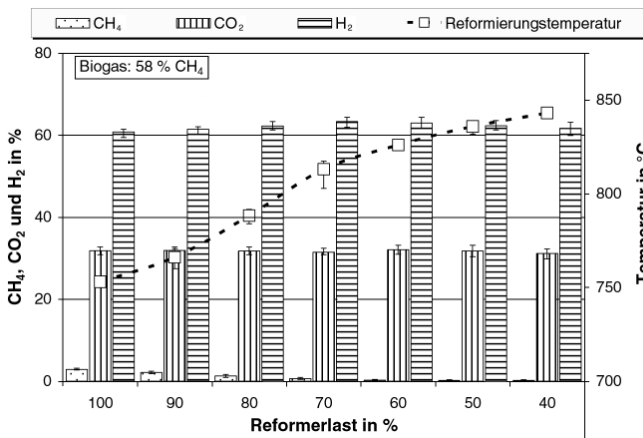 CH₄ CO₂ H₂ Reformierungstemperatur
Biogas: 58 % CH₄
CH₄, CO₂ und H₂ in %
80
60
40
20
0
850
800
750
700
Temperatur in °C
100 90 80 70 60 50 40
Reformerlast in %